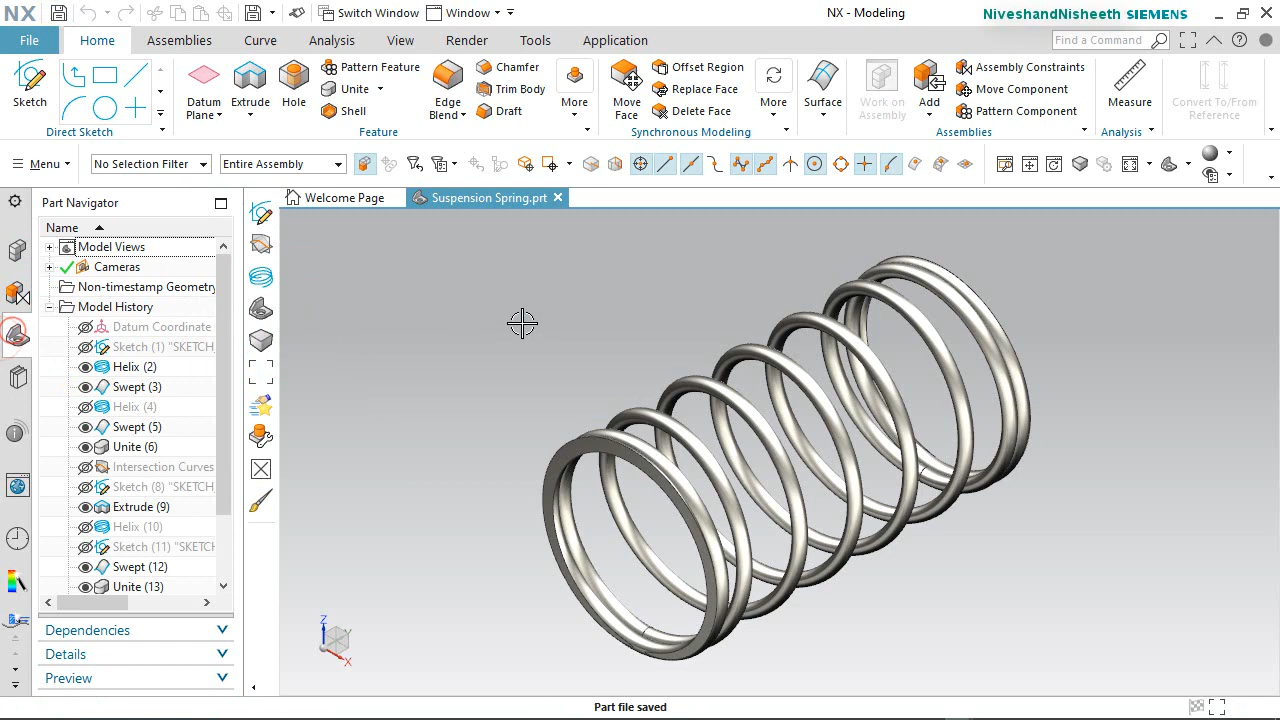 NX Switch Window Window NX - Modeling NiveshandNisheeth SIEMENS
File Home Assemblies Curve Analysis View Render Tools Application Find a Command
Sketch
Direct Sketch
Datum Plane
Extrude
Hole
Pattern Feature
Unite
Shell
Edge Blend
Chamfer
Trim Body
Draft
More
Feature
Move Face
Offset Region
Replace Face
Delete Face
More
Synchronous Modeling
Surface
Work on Assembly
Add
Assembly Constraints
Move Component
Pattern Component
Assemblies
Measure
Analysis
Convert To/From Reference
Menu No Selection Filter Entire Assembly
Part Navigator
Welcome Page Suspension Spring.prt
Name
Model Views
Cameras
Non-timestamp Geometry
Model History
Datum Coordinate
Sketch (1) "SKETCH
Helix (2)
Swept (3)
Helix (4)
Swept (5)
Unite (6)
Intersection Curves
Sketch (8) "SKETCH
Extrude (9)
Helix (10)
Sketch (11) "SKETCH
Swept (12)
Unite (13)
Dependencies
Details
Preview
Z
Y
X
Part file saved